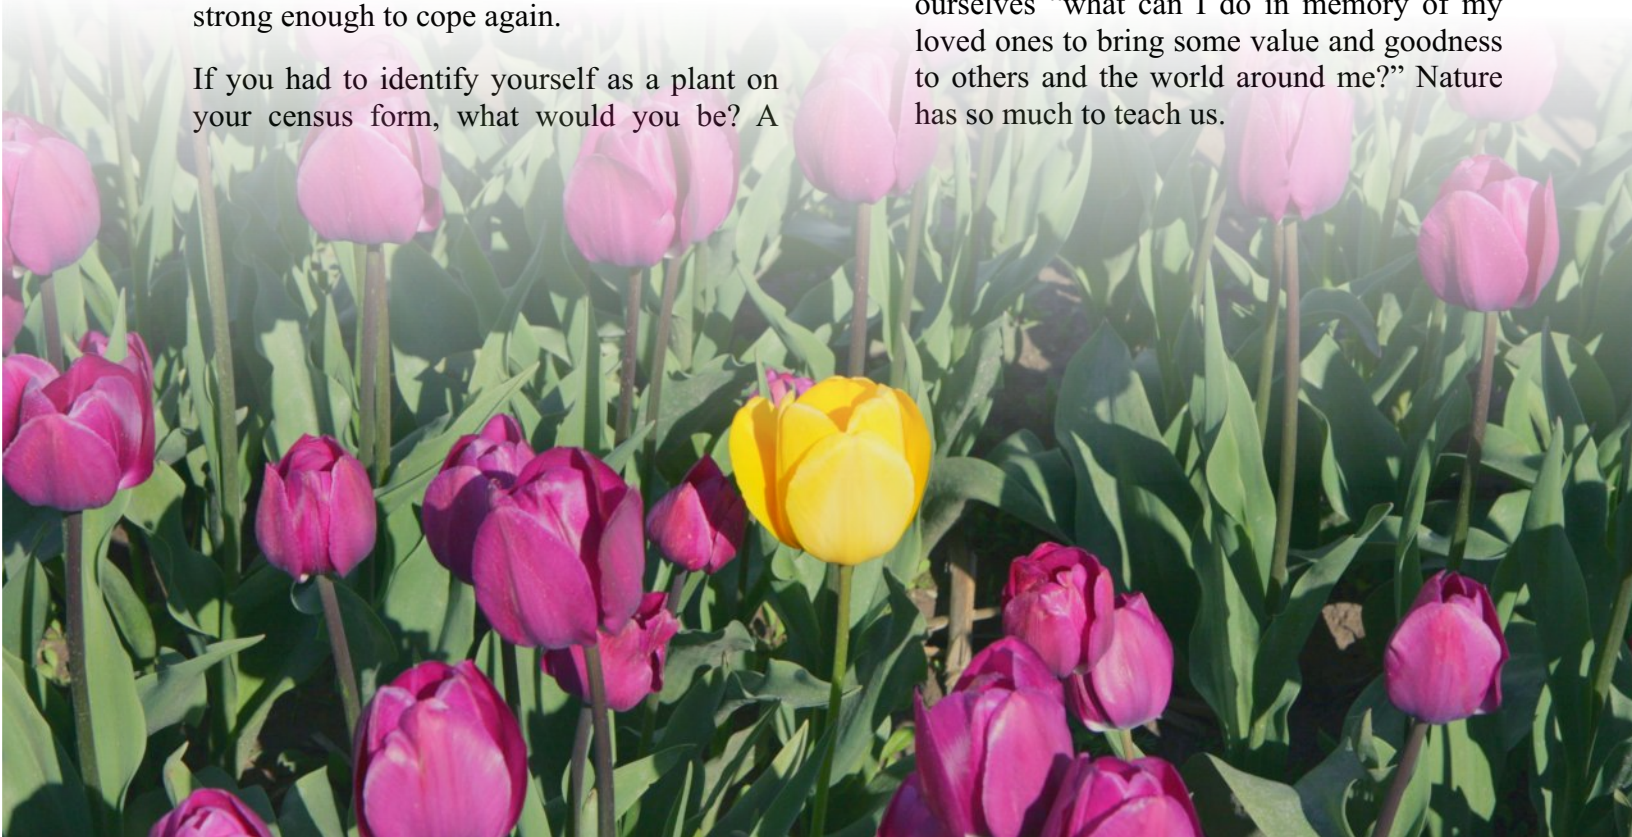 strong enough to cope again.
If you had to identify yourself as a plant on
your census form, what would you be? A
ourselves “what can I do in memory of my
loved ones to bring some value and goodness
to others and the world around me?” Nature
has so much to teach us.